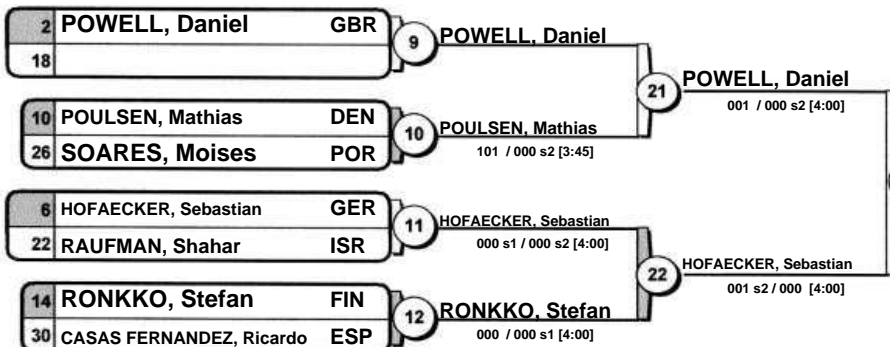 2 POWELL, Daniel GBR
18
9 POWELL, Daniel
10 POULSEN, Mathias DEN
26 SOARES, Moises POR
10 POULSEN, Mathias
101 / 000 s2 [3:45]
21 POWELL, Daniel
001 / 000 s2 [4:00]
6 HOFAECKER, Sebastian GER
22 RAUFMAN, Shahar ISR
11 HOFAECKER, Sebastian
000 s1 / 000 s2 [4:00]
14 RONKKO, Stefan FIN
30 CASAS FERNANDEZ, Ricardo ESP
12 RONKKO, Stefan
000 / 000 s1 [4:00]
22 HOFAECKER, Sebastian
001 s2 / 000 [4:00]